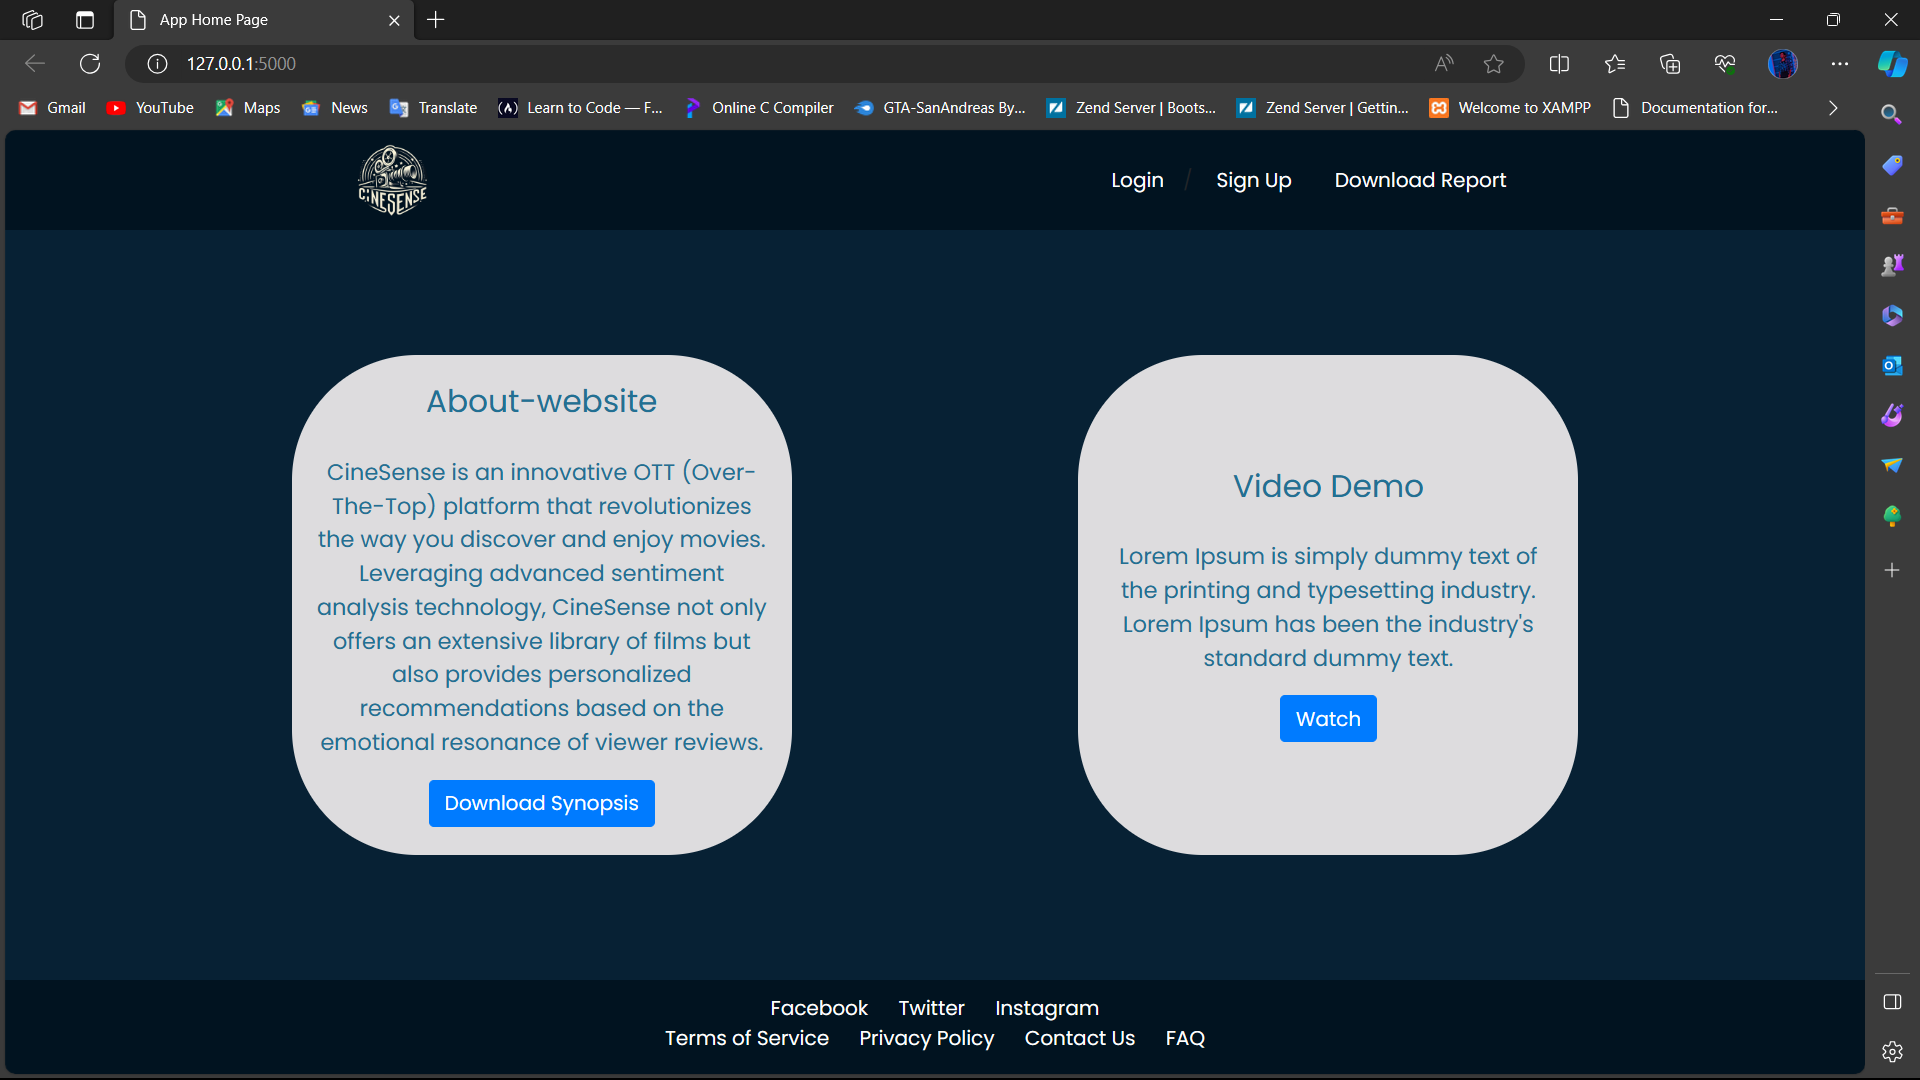 App Home Page
127.0.0.1:5000
Gmail YouTube Maps News Translate Learn to Code — F... Online C Compiler GTA-SanAndreas By... Zend Server | Boots... Zend Server | Gettin... Welcome to XAMPP Documentation for...
CINESENSE
Login / Sign Up Download Report
About-website
CineSense is an innovative OTT (Over-
The-Top) platform that revolutionizes
the way you discover and enjoy movies.
Leveraging advanced sentiment
analysis technology, CineSense not only
offers an extensive library of films but
also provides personalized
recommendations based on the
emotional resonance of viewer reviews.
Download Synopsis
Video Demo
Lorem Ipsum is simply dummy text of
the printing and typesetting industry.
Lorem Ipsum has been the industry's
standard dummy text.
Watch
Facebook Twitter Instagram
Terms of Service Privacy Policy Contact Us FAQ